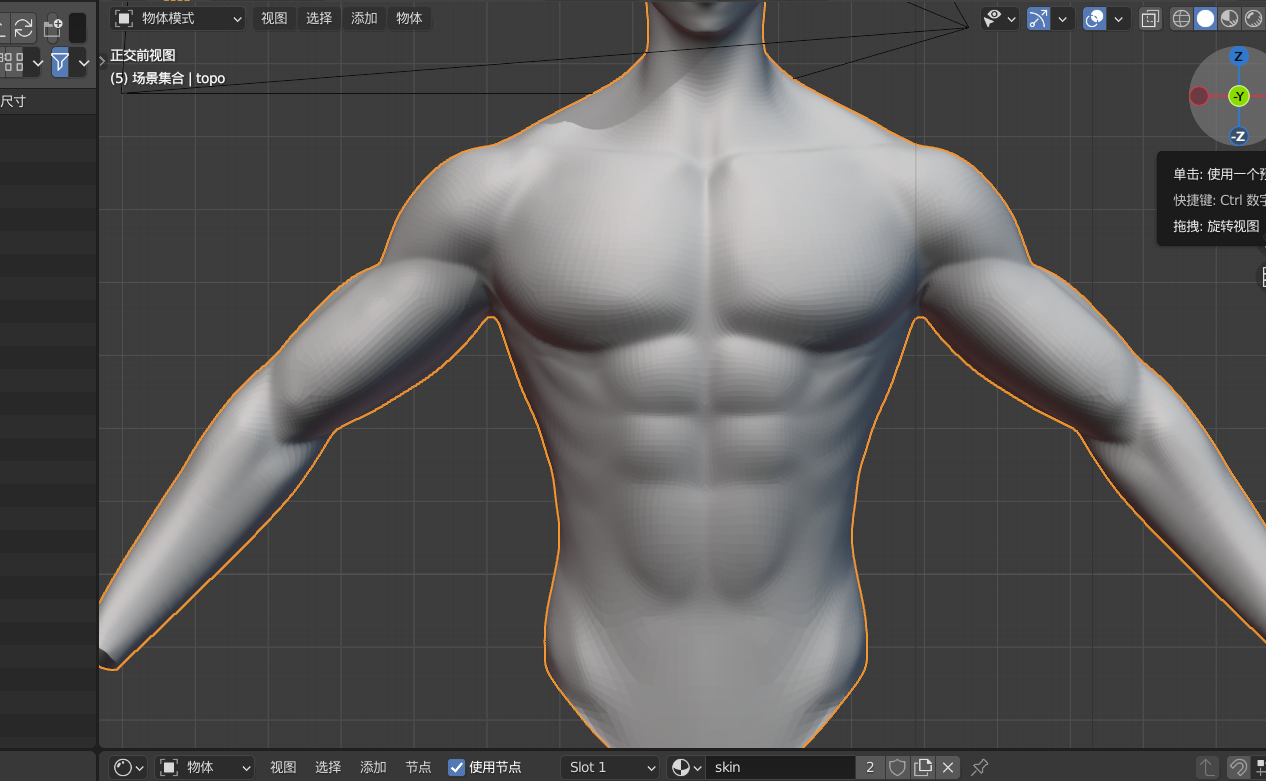 物体模式 视图 选择 添加 物体
正交前视图
(5) 场景集合 | topo
尺寸
Z
-Y
-Z
单击: 使用一个
快捷键: Ctrl 数字
拖拽: 旋转视图
物体 视图 选择 添加 节点 使用节点 Slot 1 skin 2